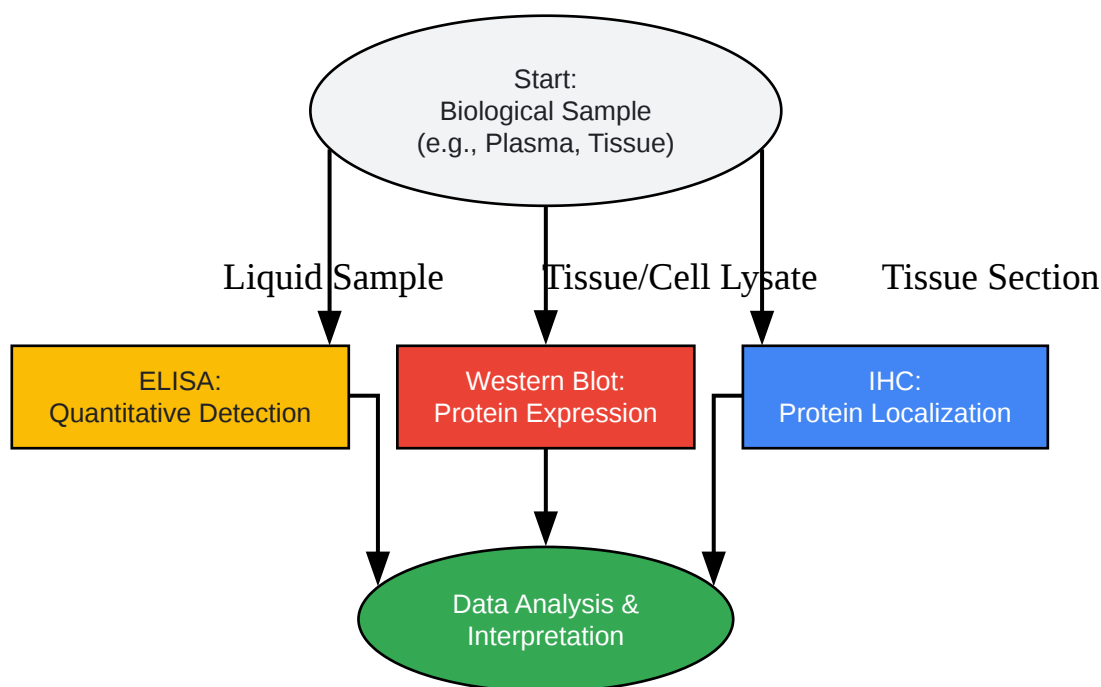 Start:
Biological Sample
(e.g., Plasma, Tissue)
Liquid Sample
Tissue/Cell Lysate
Tissue Section
ELISA:
Quantitative Detection
Western Blot:
Protein Expression
IHC:
Protein Localization
Data Analysis &
Interpretation